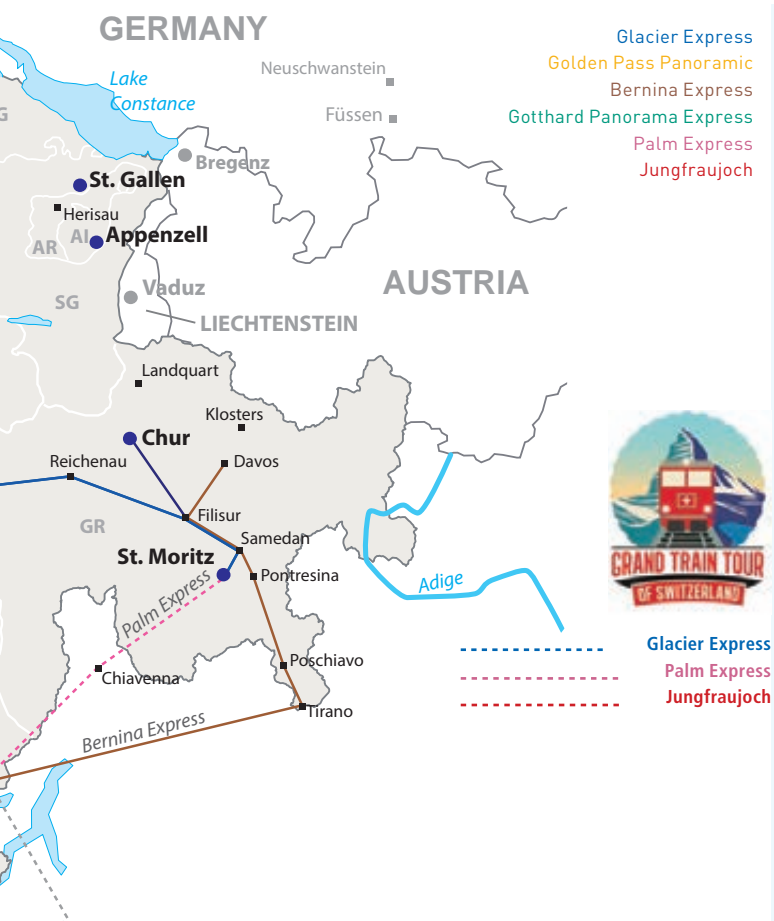 GERMANY
Glacier Express
Golden Pass Panoramic
Bernina Express
Gotthard Panorama Express
Palm Express
Jungfraujoch
Neuschwanstein
Füssen
Lake
Constance
G
Bregenz
St. Gallen
Herisau
AI
Appenzell
AR
Vaduz
AUSTRIA
SG
LIECHTENSTEIN
Landquart
Klosters
Chur
Reichenau
Davos
Filisur
GR
Samedan
St. Moritz
Pontresina
Adige
Palm Express
Poschiavo
Chiavenna
Tirano
Bernina Express
GRAND TRAIN TOUR
OF SWITZERLAND
Glacier Express
Palm Express
Jungfraujoch